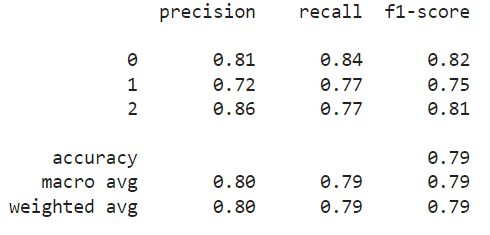 precision recall f1-score
0 0.81 0.84 0.82
1 0.72 0.77 0.75
2 0.86 0.77 0.81
accuracy 0.79
macro avg 0.80 0.79 0.79
weighted avg 0.80 0.79 0.79